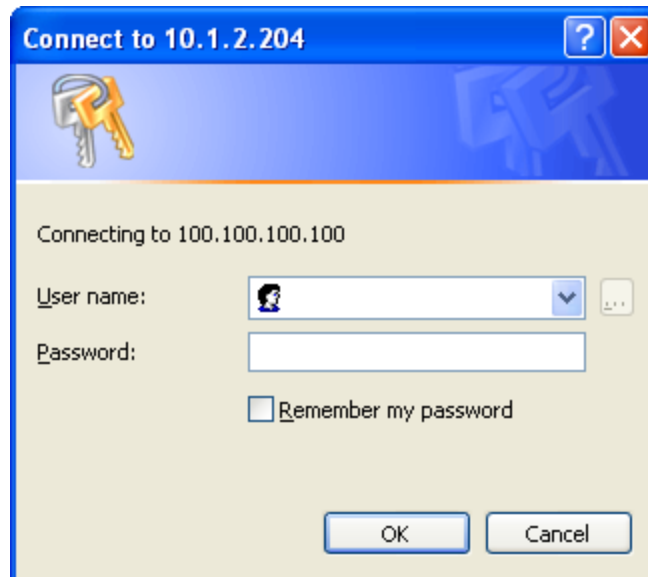 Connect to 10.1.2.204
?
Connecting to 100.100.100.100
User name:
...
Password:
Remember my password
OK Cancel